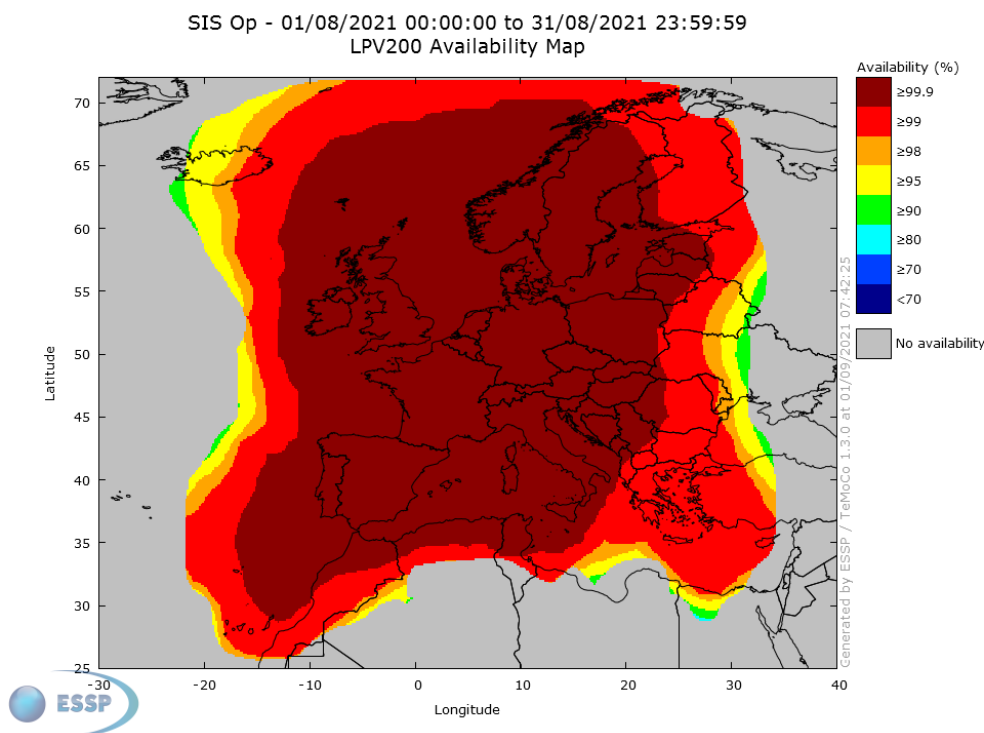 SIS Op - 01/08/2021 00:00:00 to 31/08/2021 23:59:59
LPV200 Availability Map
Availability (%)
≥99.9
≥99
≥98
≥95
≥90
≥80
≥70
<70
No availability
Latitude
70
65
60
55
50
45
40
35
30
25
-30 -20 -10 0 10 20 30 40
Longitude
Generated by ESSP / TeMoCo 1.3.0 at 01/09/2021 07:42:25
ESSP